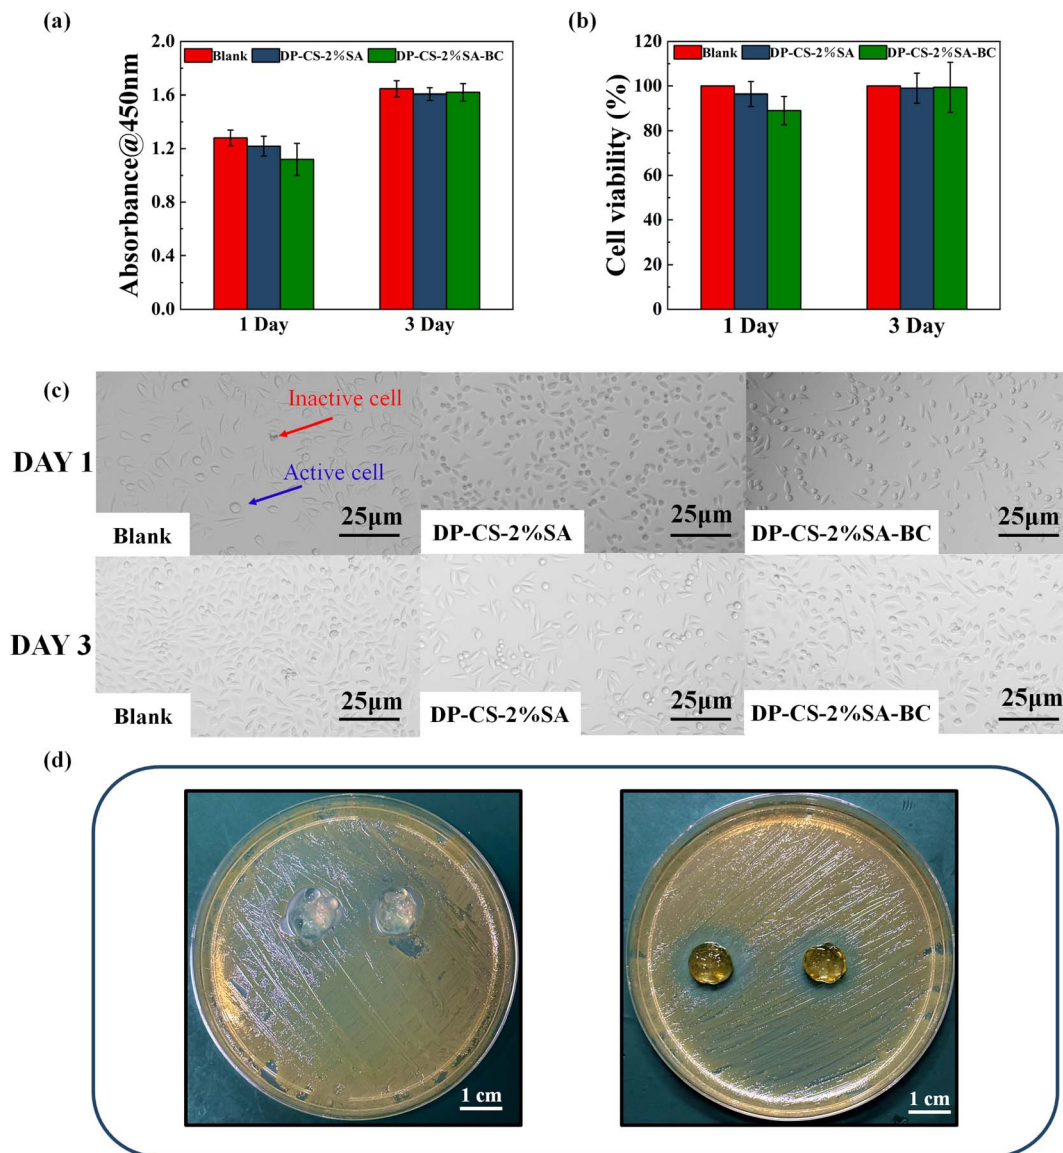 (a)
2.0
1.6
1.2
0.8
0.4
0.0
Absorbance@450nm
Blank DP-CS-2%SA DP-CS-2%SA-BC
1 Day 3 Day
(b)
120
100
80
60
40
20
0
Cell viability (%)
Blank DP-CS-2%SA DP-CS-2%SA-BC
1 Day 3 Day
(c)
DAY 1
Inactive cell
Active cell
25μm
Blank
25μm
DP-CS-2%SA
25μm
DP-CS-2%SA-BC
DAY 3
25μm
Blank
25μm
DP-CS-2%SA
25μm
DP-CS-2%SA-BC
(d)
1 cm
1 cm